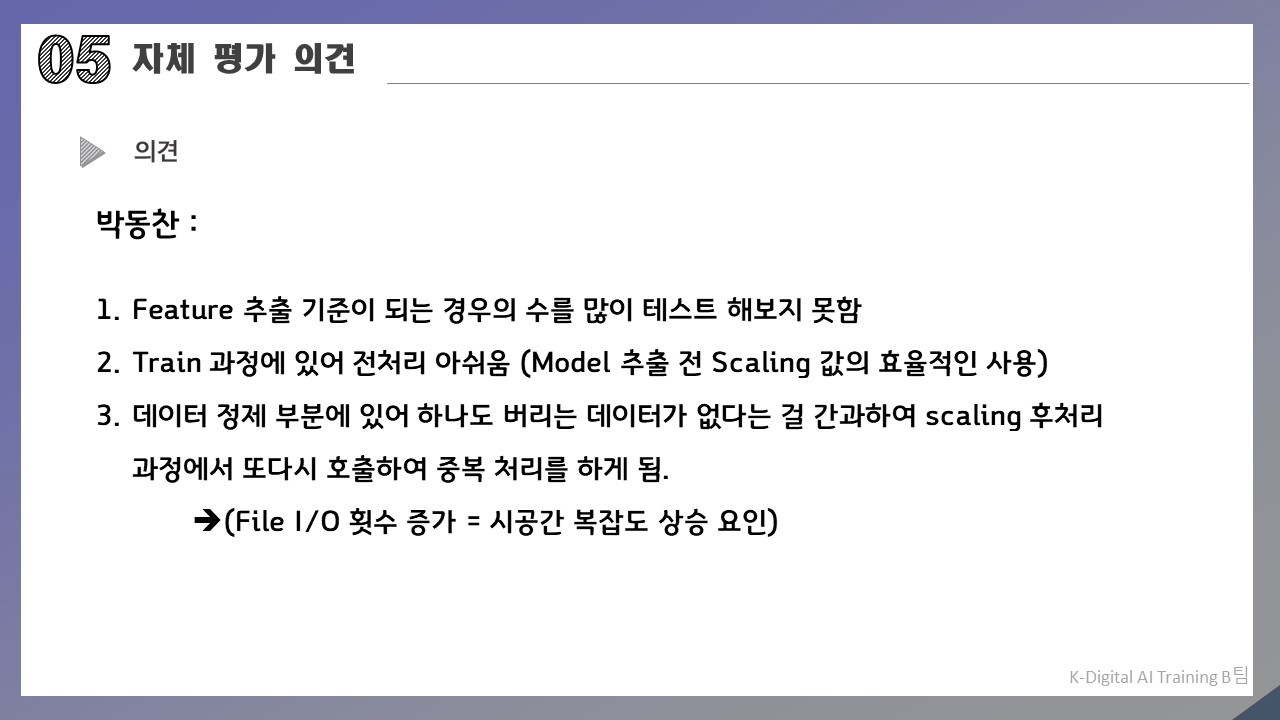 05 자체 평가 의견
의견
박동찬 :
1. Feature 추출 기준이 되는 경우의 수를 많이 테스트 해보지 못함
2. Train 과정에 있어 전처리 아쉬움 (Model 추출 전 Scaling 값의 효율적인 사용)
3. 데이터 정제 부분에 있어 하나도 버리는 데이터가 없다는 걸 간과하여 scaling 후처리
과정에서 또다시 호출하여 중복 처리를 하게 됨.
➔(File I/O 횟수 증가 = 시공간 복잡도 상승 요인)
K-Digital AI Training B팀